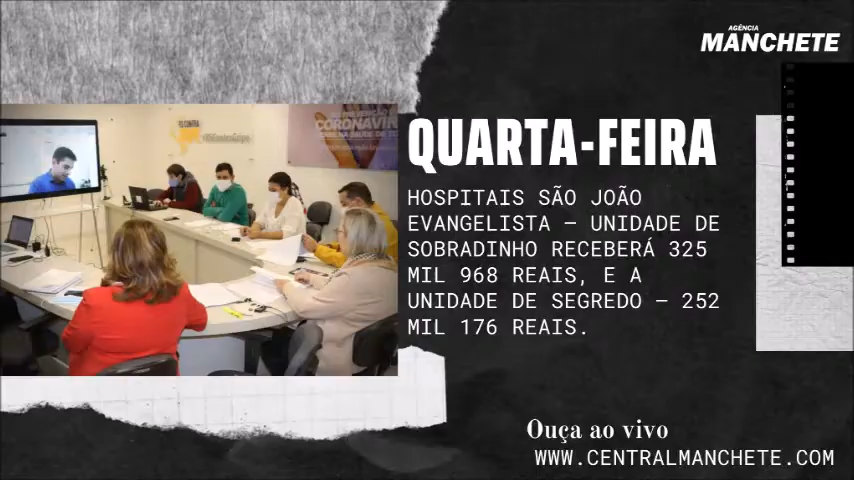 AGÊNCIA
MANCHETE
QUARTA-FEIRA
HOSPITAIS SÃO JOÃO
EVANGELISTA – UNIDADE DE
SOBRADINHO RECEBERÁ 325
MIL 968 REAIS, E A
UNIDADE DE SEGREDO – 252
MIL 176 REAIS.
CORONAVÍR
Ouça ao vivo
WWW.CENTRALMANCHETE.COM